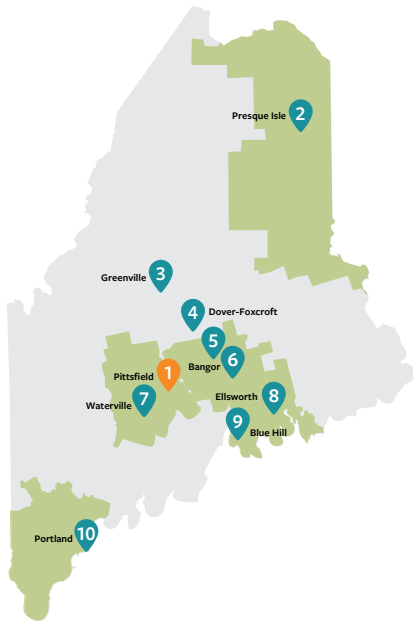 Presque Isle 2
Greenville 3
4 Dover-Foxcroft
5
Bangor 6
Pittsfield 1
Waterville 7
Ellsworth 8
9 Blue Hill
Portland 10